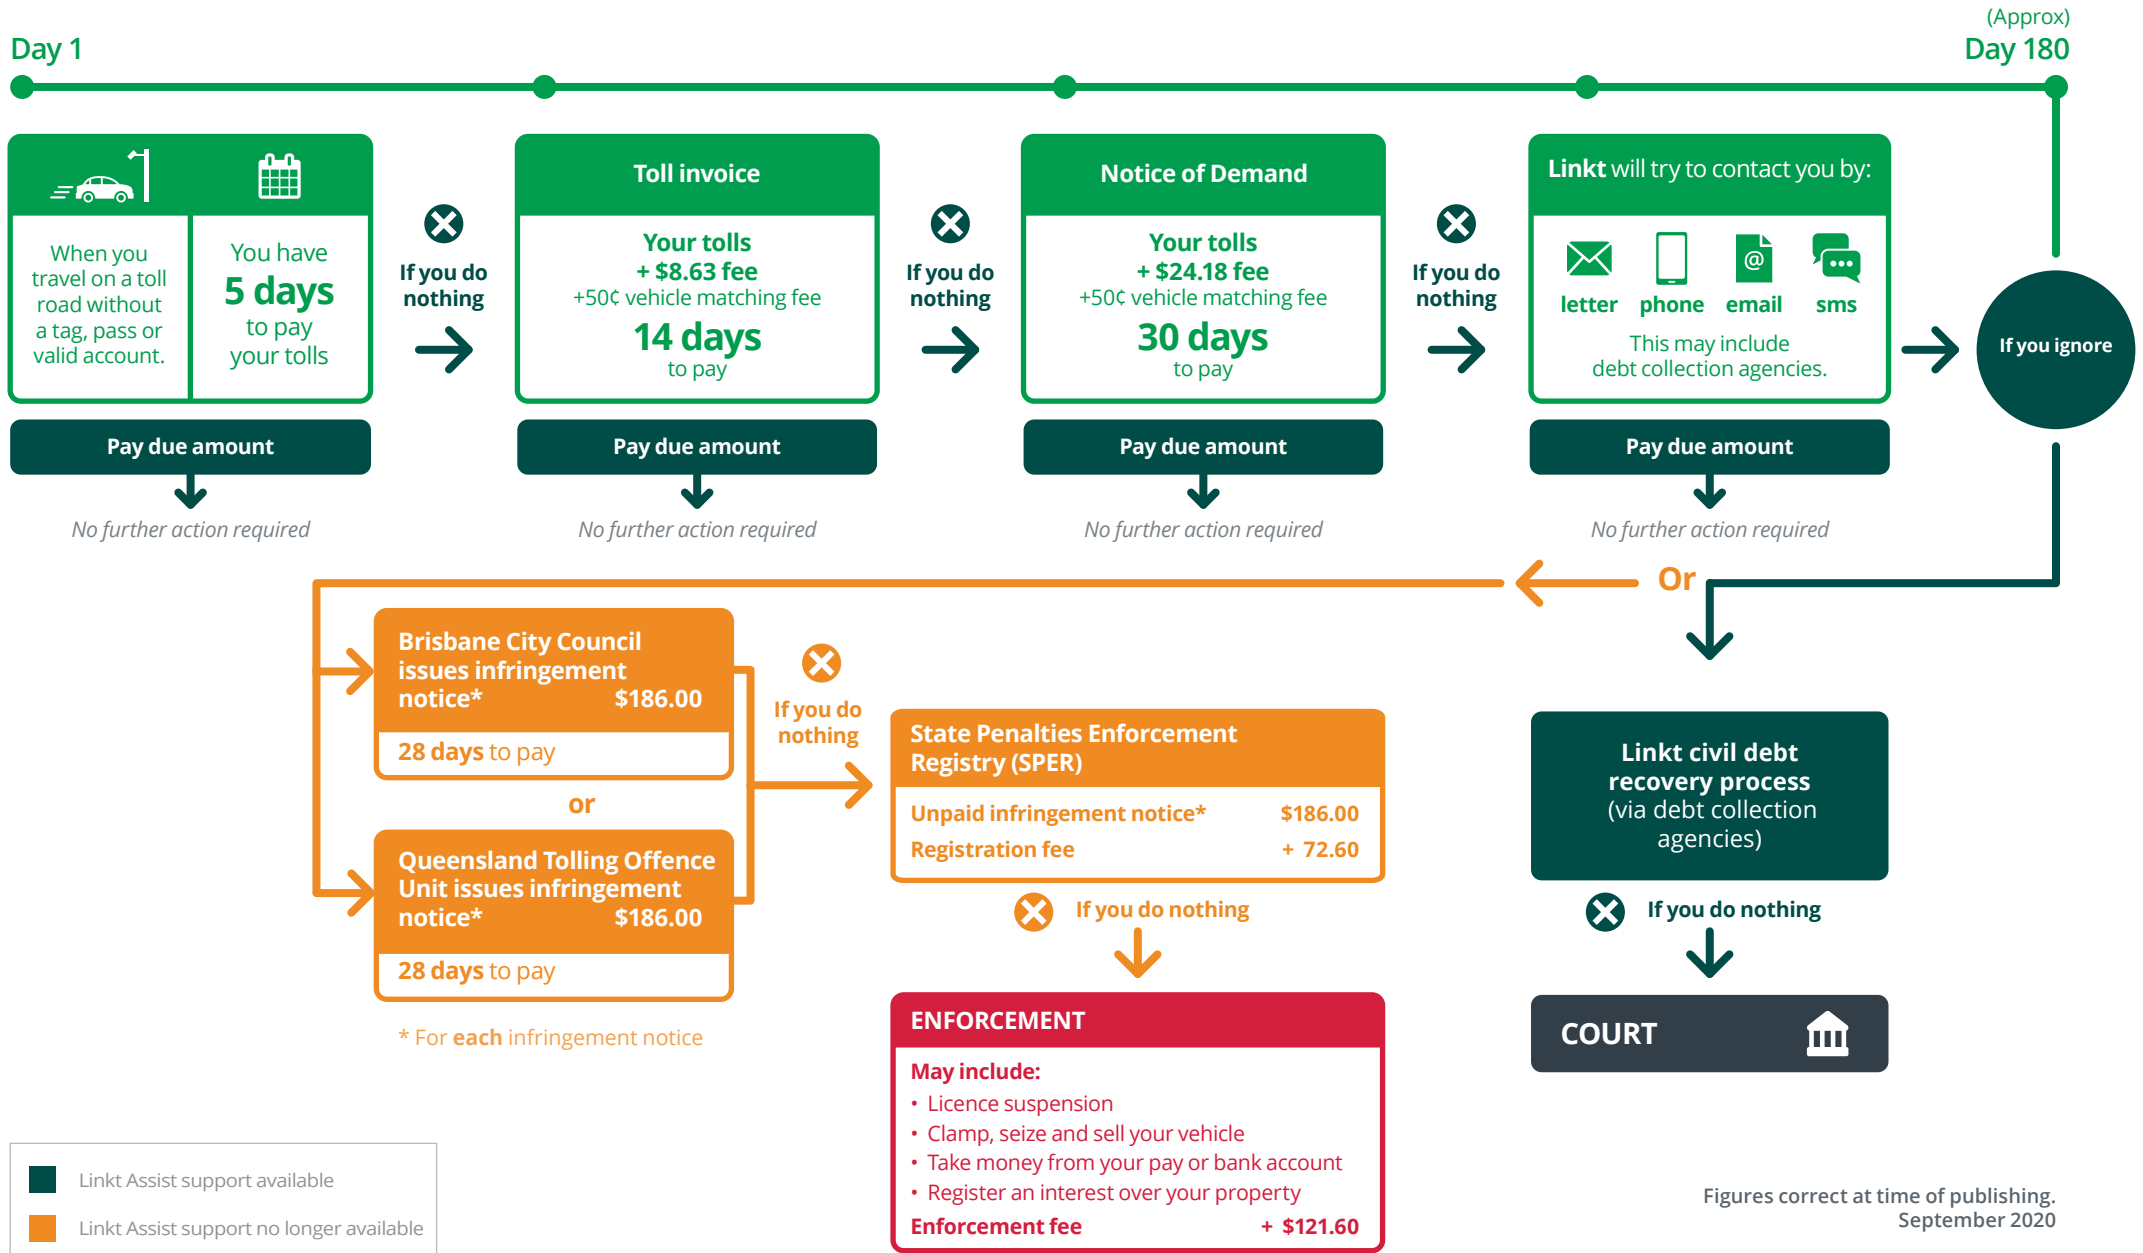 (Approx)
Day 1
Day 180
When you
travel on a toll
road without
a tag, pass or
valid account.
You have
5 days
to pay
your tolls
If you do
nothing
Toll invoice
Your tolls
+ $8.63 fee
+50¢ vehicle matching fee
14 days
to pay
If you do
nothing
Notice of Demand
Your tolls
+ $24.18 fee
+50¢ vehicle matching fee
30 days
to pay
If you do
nothing
Linkt will try to contact you by:
@
letter phone email sms
This may include
debt collection agencies.
If you ignore
Pay due amount
No further action required
Pay due amount
No further action required
Pay due amount
No further action required
Pay due amount
No further action required
Or
Brisbane City Council
issues infringement
notice* $186.00
28 days to pay
or
Queensland Tolling Offence
Unit issues infringement
notice* $186.00
28 days to pay
* For each infringement notice
If you do
nothing
State Penalties Enforcement
Registry (SPER)
Unpaid infringement notice* $186.00
Registration fee + 72.60
If you do nothing
ENFORCEMENT
May include:
• Licence suspension
• Clamp, seize and sell your vehicle
• Take money from your pay or bank account
• Register an interest over your property
Enforcement fee + $121.60
Linkt civil debt
recovery process
(via debt collection
agencies)
If you do nothing
COURT
Linkt Assist support available
Linkt Assist support no longer available
Figures correct at time of publishing.
September 2020